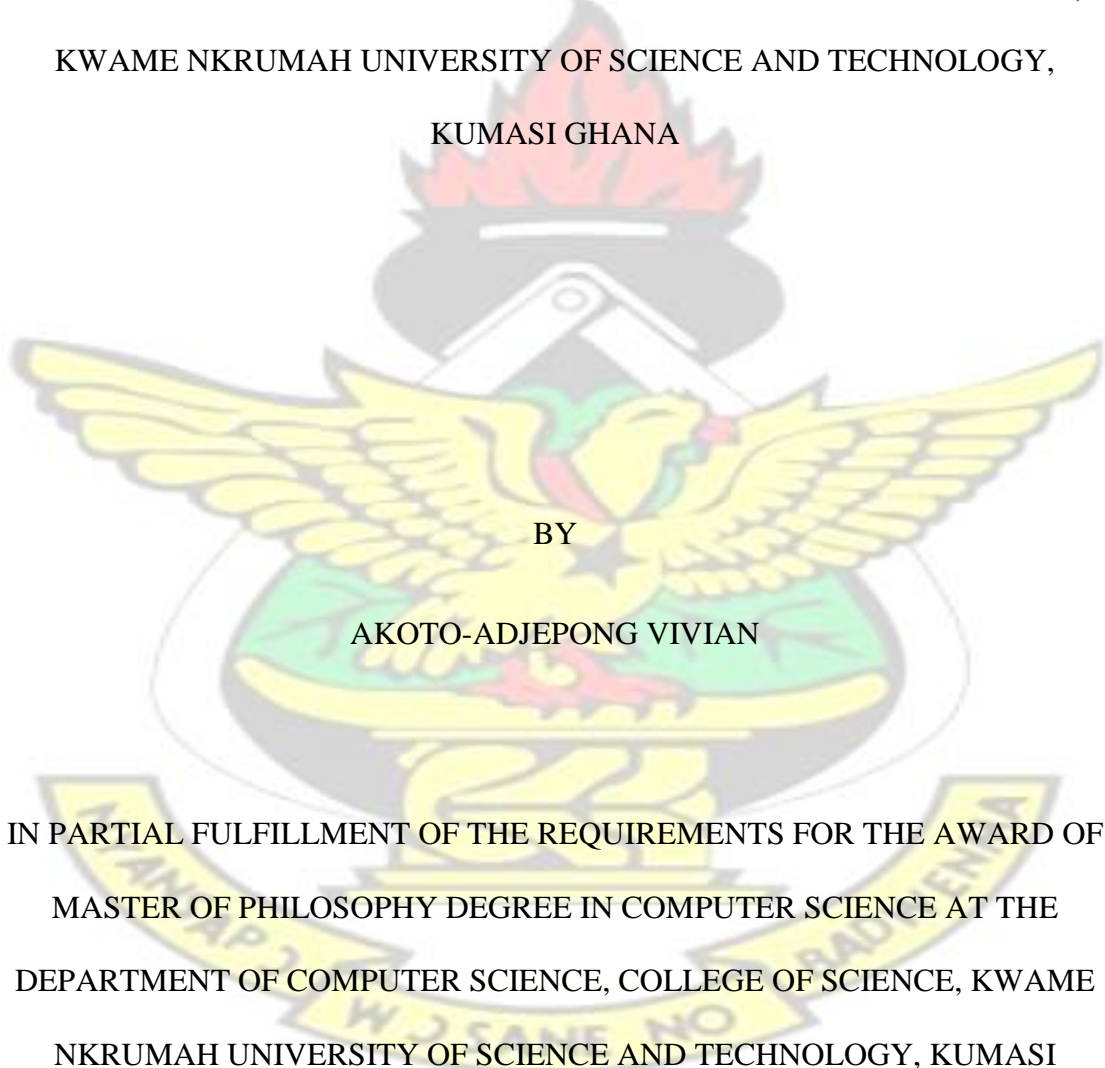 KWAME NKRUMAH UNIVERSITY OF SCIENCE AND TECHNOLOGY,
KUMASI GHANA
BY
AKOTO-ADJEPONG VIVIAN
IN PARTIAL FULFILLMENT OF THE REQUIREMENTS FOR THE AWARD OF
MASTER OF PHILOSOPHY DEGREE IN COMPUTER SCIENCE AT THE
DEPARTMENT OF COMPUTER SCIENCE, COLLEGE OF SCIENCE, KWAME
NKRUMAH UNIVERSITY OF SCIENCE AND TECHNOLOGY, KUMASI
W Ɔ SANE NO